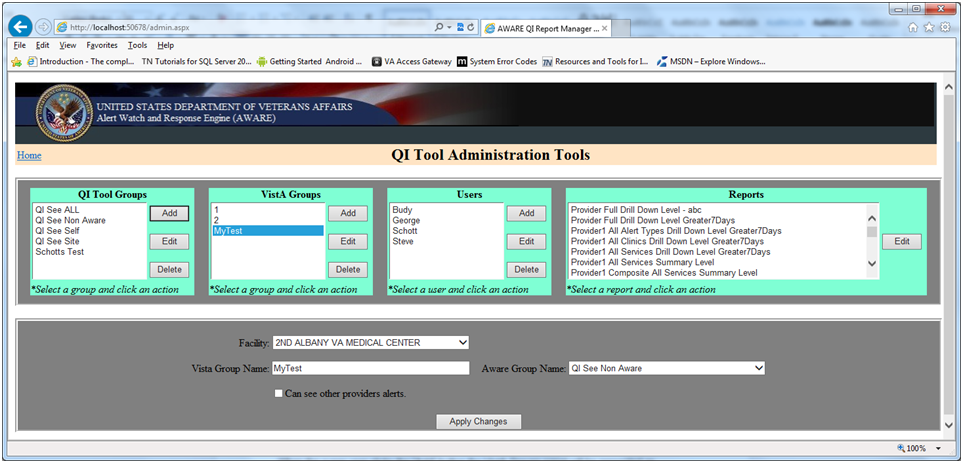 http://localhost:50678/admin.aspx
AWARE QI Report Manager ...
File Edit View Favorites Tools Help
Introduction - The compl... TN Tutorials for SQL Server 20... Getting Started Android ... VA Access Gateway System Error Codes Resources and Tools for I... MSDN – Explore Windows...
UNITED STATES DEPARTMENT OF VETERANS AFFAIRS
Alert Watch and Response Engine (AWARE)
Home
QI Tool Administration Tools
QI Tool Groups
QI See ALL
QI See Non Aware
QI See Self
QI See Site
Schotts Test
Add
Edit
Delete
*Select a group and click an action
VistA Groups
1
2
MyTest
Add
Edit
Delete
*Select a group and click an action
Users
Budy
George
Schott
Steve
Add
Edit
Delete
*Select a user and click an action
Reports
Provider Full Drill Down Level - abc
Provider Full Drill Down Level Greater7Days
Provider1 All Alert Types Drill Down Level Greater7Days
Provider1 All Clinics Drill Down Level Greater7Days
Provider1 All Services Drill Down Level Greater7Days
Provider1 All Services Summary Level
Provider1 Composite All Services Summary Level
Edit
*Select a report and click an action
Facility: 2ND ALBANY VA MEDICAL CENTER
Vista Group Name: MyTest Aware Group Name: QI See Non Aware
Can see other providers alerts.
Apply Changes
100%